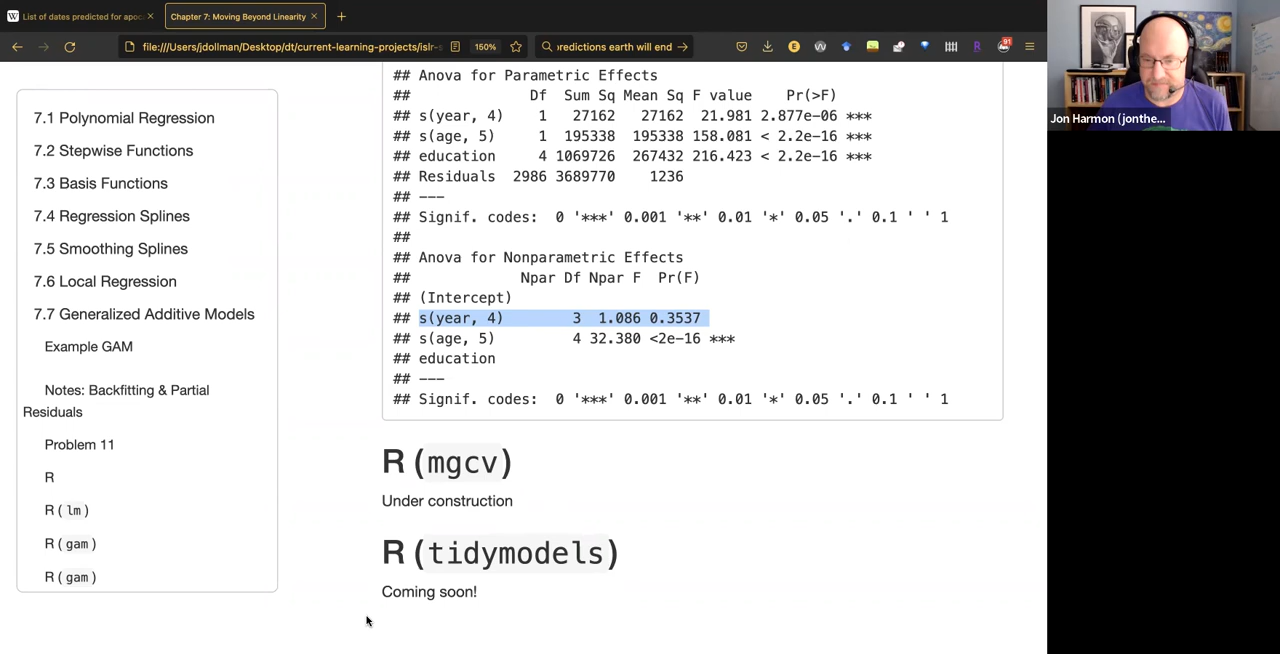 List of dates predicted for apoc
Chapter 7: Moving Beyond Linearity
file:///Users/jdollman/Desktop/dt/current-learning-projects/islr-s
150%
predictions earth will end
91
7.1 Polynomial Regression
7.2 Stepwise Functions
7.3 Basis Functions
7.4 Regression Splines
7.5 Smoothing Splines
7.6 Local Regression
7.7 Generalized Additive Models
Example GAM
Notes: Backfitting & Partial
Residuals
Problem 11
R
R ( lm )
R ( gam )
R ( gam )
## Anova for Parametric Effects
##              Df  Sum Sq Mean Sq F value    Pr(>F)
## s(year, 4)    1   27162   27162  21.981 2.877e-06 ***
## s(age, 5)     1  195338  195338 158.081 < 2.2e-16 ***
## education     4 1069726  267432 216.423 < 2.2e-16 ***
## Residuals  2986 3689770    1236
## ---
## Signif. codes:  0 '***' 0.001 '**' 0.01 '*' 0.05 '.' 0.1 ' ' 1
##
## Anova for Nonparametric Effects
##             Npar Df Npar F  Pr(F)
## (Intercept)
## s(year, 4)        3  1.086 0.3537
## s(age, 5)         4 32.380 <2e-16 ***
## education
## ---
## Signif. codes:  0 '***' 0.001 '**' 0.01 '*' 0.05 '.' 0.1 ' ' 1
R (mgcv)
Under construction
R (tidymodels)
Coming soon!
Jon Harmon (jonthe...